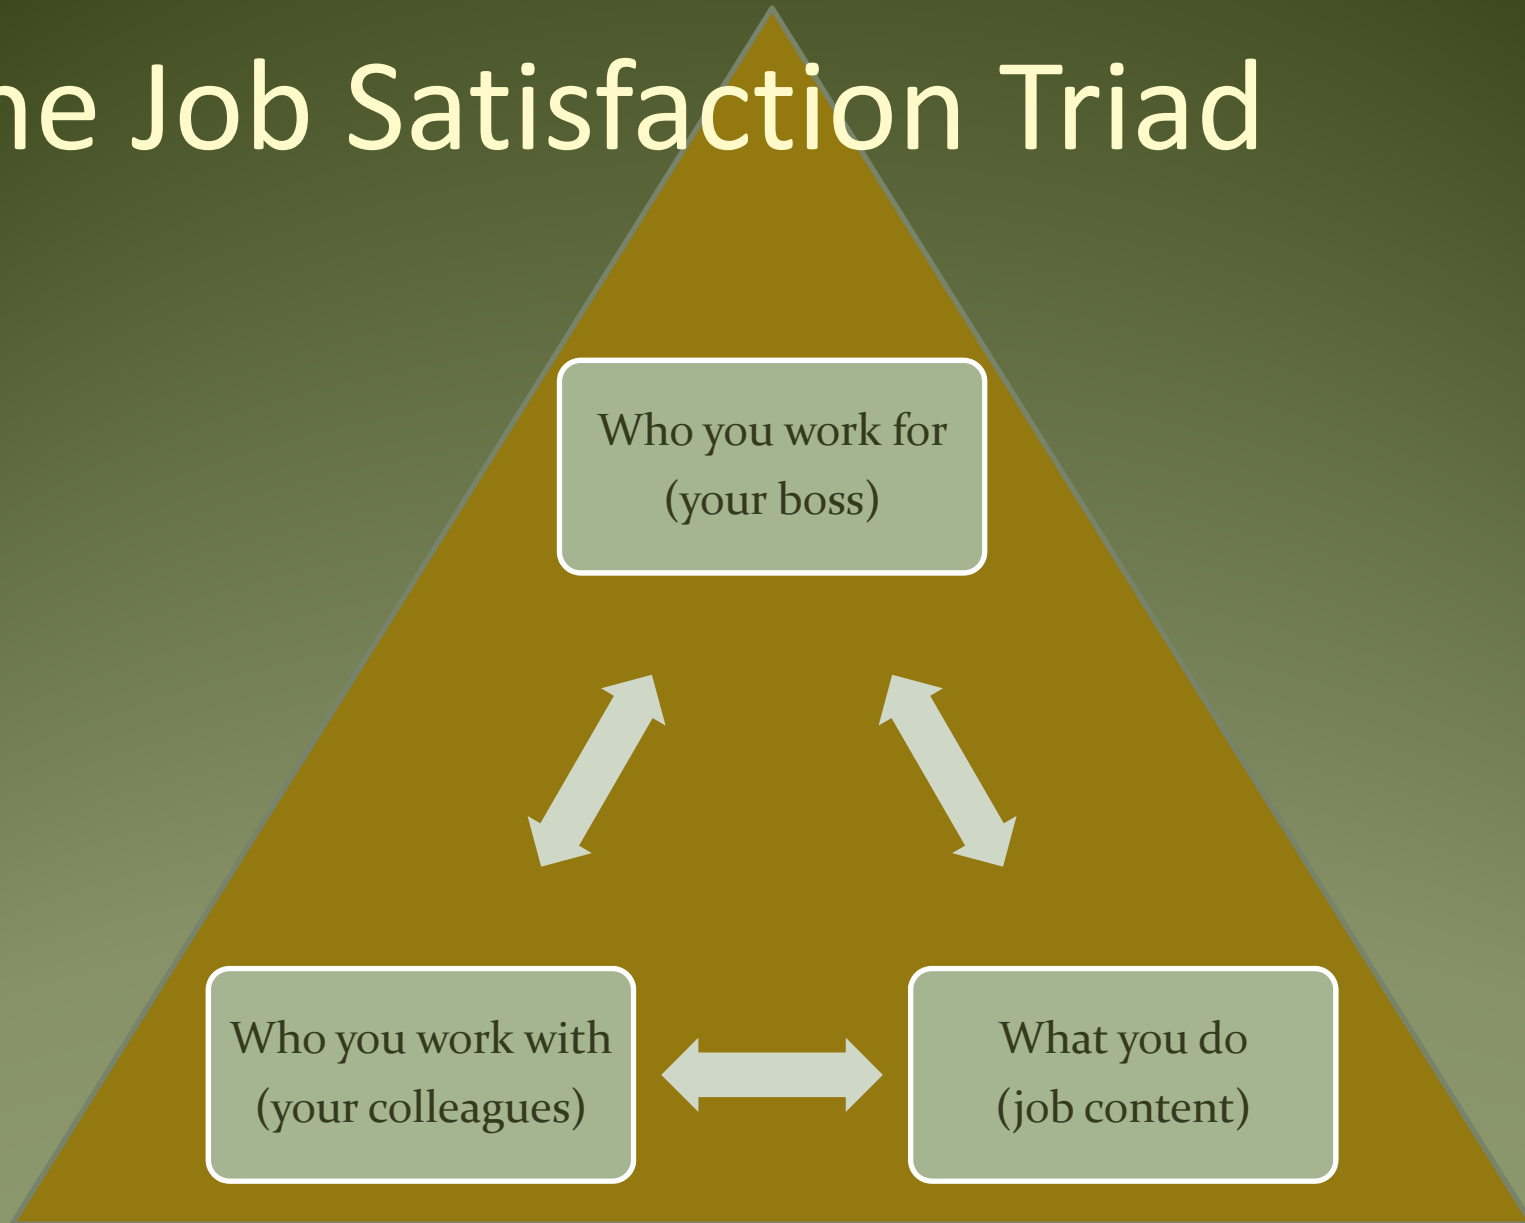 he Job Satisfaction Triad
Who you work for
(your boss)
Who you work with
(your colleagues)
What you do
(job content)